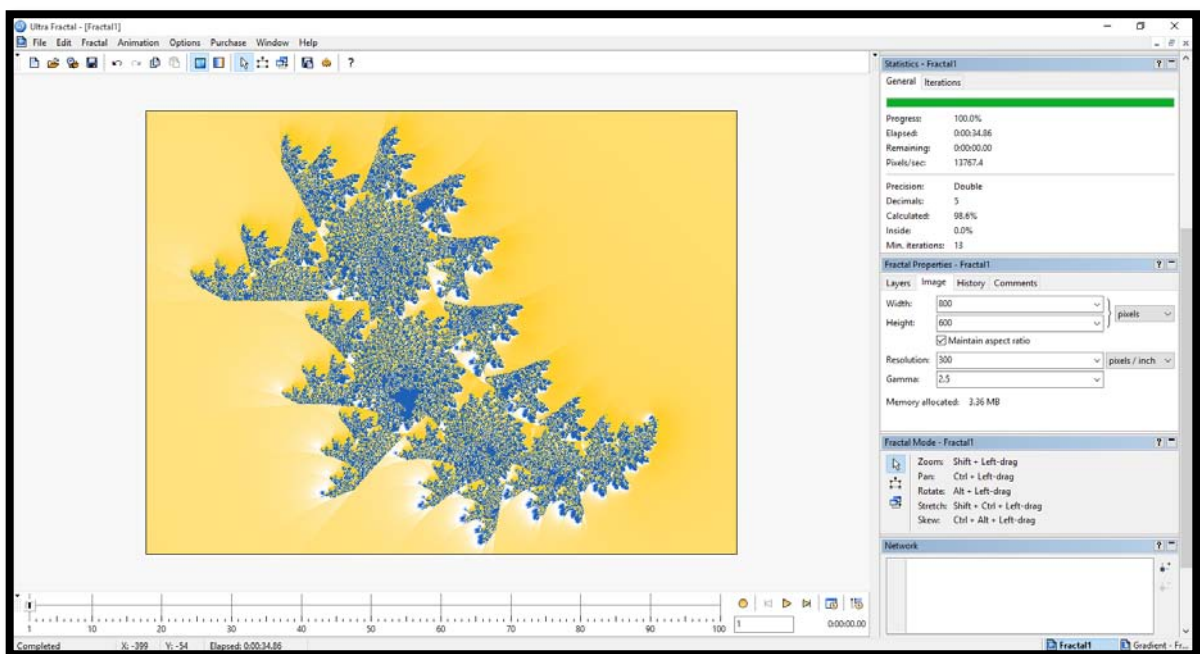 Ultra Fractal - [Fractal1]
File Edit Fractal Animation Options Purchase Window Help
?
Statistics - Fractal1
General Iterations
Progress: 100.0%
Elapsed: 0:00:34.86
Remaining: 0:00:00.00
Pixels/sec: 13767.4
Precision: Double
Decimals: 5
Calculated: 98.6%
Inside: 0.0%
Min. iterations: 13
Fractal Properties - Fractal1
Layers Image History Comments
Width: 800
Height: 600
pixels
Maintain aspect ratio
Resolution: 300 pixels / inch
Gamma: 2.5
Memory allocated: 3.36 MB
Fractal Mode - Fractal1
Zoom: Shift + Left-drag
Pan: Ctrl + Left-drag
Rotate: Alt + Left-drag
Stretch: Shift + Ctrl + Left-drag
Skew: Ctrl + Alt + Left-drag
Network
1 10 20 30 40 50 60 70 80 90 100
1 0:00:00.00
Completed X: -399 Y: -54 Elapsed: 0:00:34.86
Fractal1 Gradient - Fr...